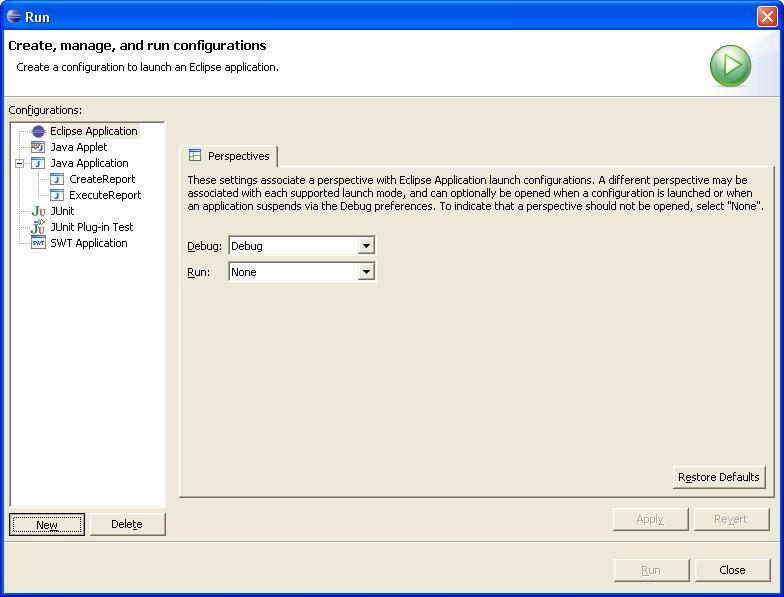 Run
Create, manage, and run configurations
Create a configuration to launch an Eclipse application.
Configurations:
Eclipse Application
Java Applet
Java Application
CreateReport
ExecuteReport
JUnit
JUnit Plug-in Test
SWT Application
Perspectives
These settings associate a perspective with Eclipse Application launch configurations. A different perspective may be
associated with each supported launch mode, and can optionally be opened when a configuration is launched or when
an application suspends via the Debug preferences. To indicate that a perspective should not be opened, select "None".
Debug: Debug
Run: None
Restore Defaults
New Delete
Apply Revert
Run Close